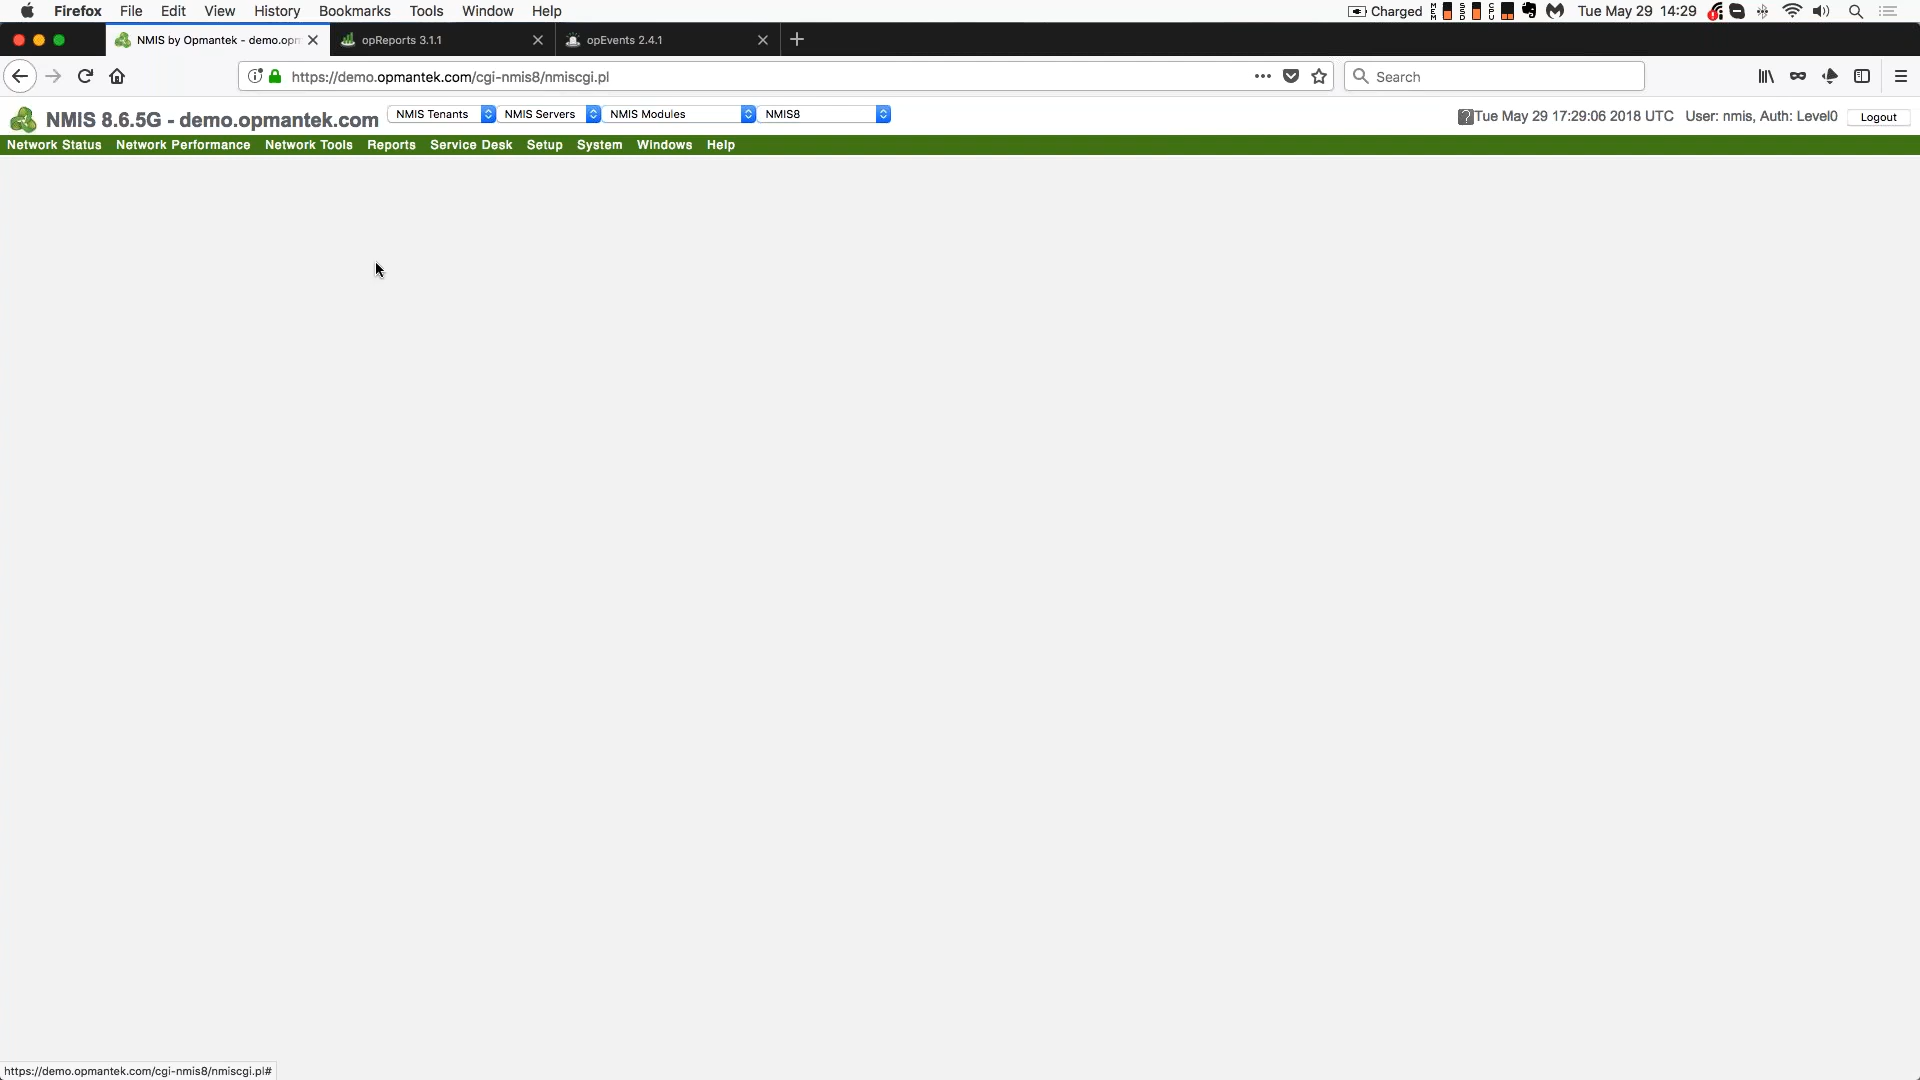 Firefox File Edit View History Bookmarks Tools Window Help Charged MEM SSD CPU Tue May 29 14:29
NMIS by Opmantek - demo.opm opReports 3.1.1 opEvents 2.4.1
https://demo.opmantek.com/cgi-nmis8/nmiscgi.pl Search
NMIS 8.6.5G - demo.opmantek.com NMIS Tenants NMIS Servers NMIS Modules NMIS8 ? Tue May 29 17:29:06 2018 UTC User: nmis, Auth: Level0 Logout
Network Status Network Performance Network Tools Reports Service Desk Setup System Windows Help
https://demo.opmantek.com/cgi-nmis8/nmiscgi.pl#